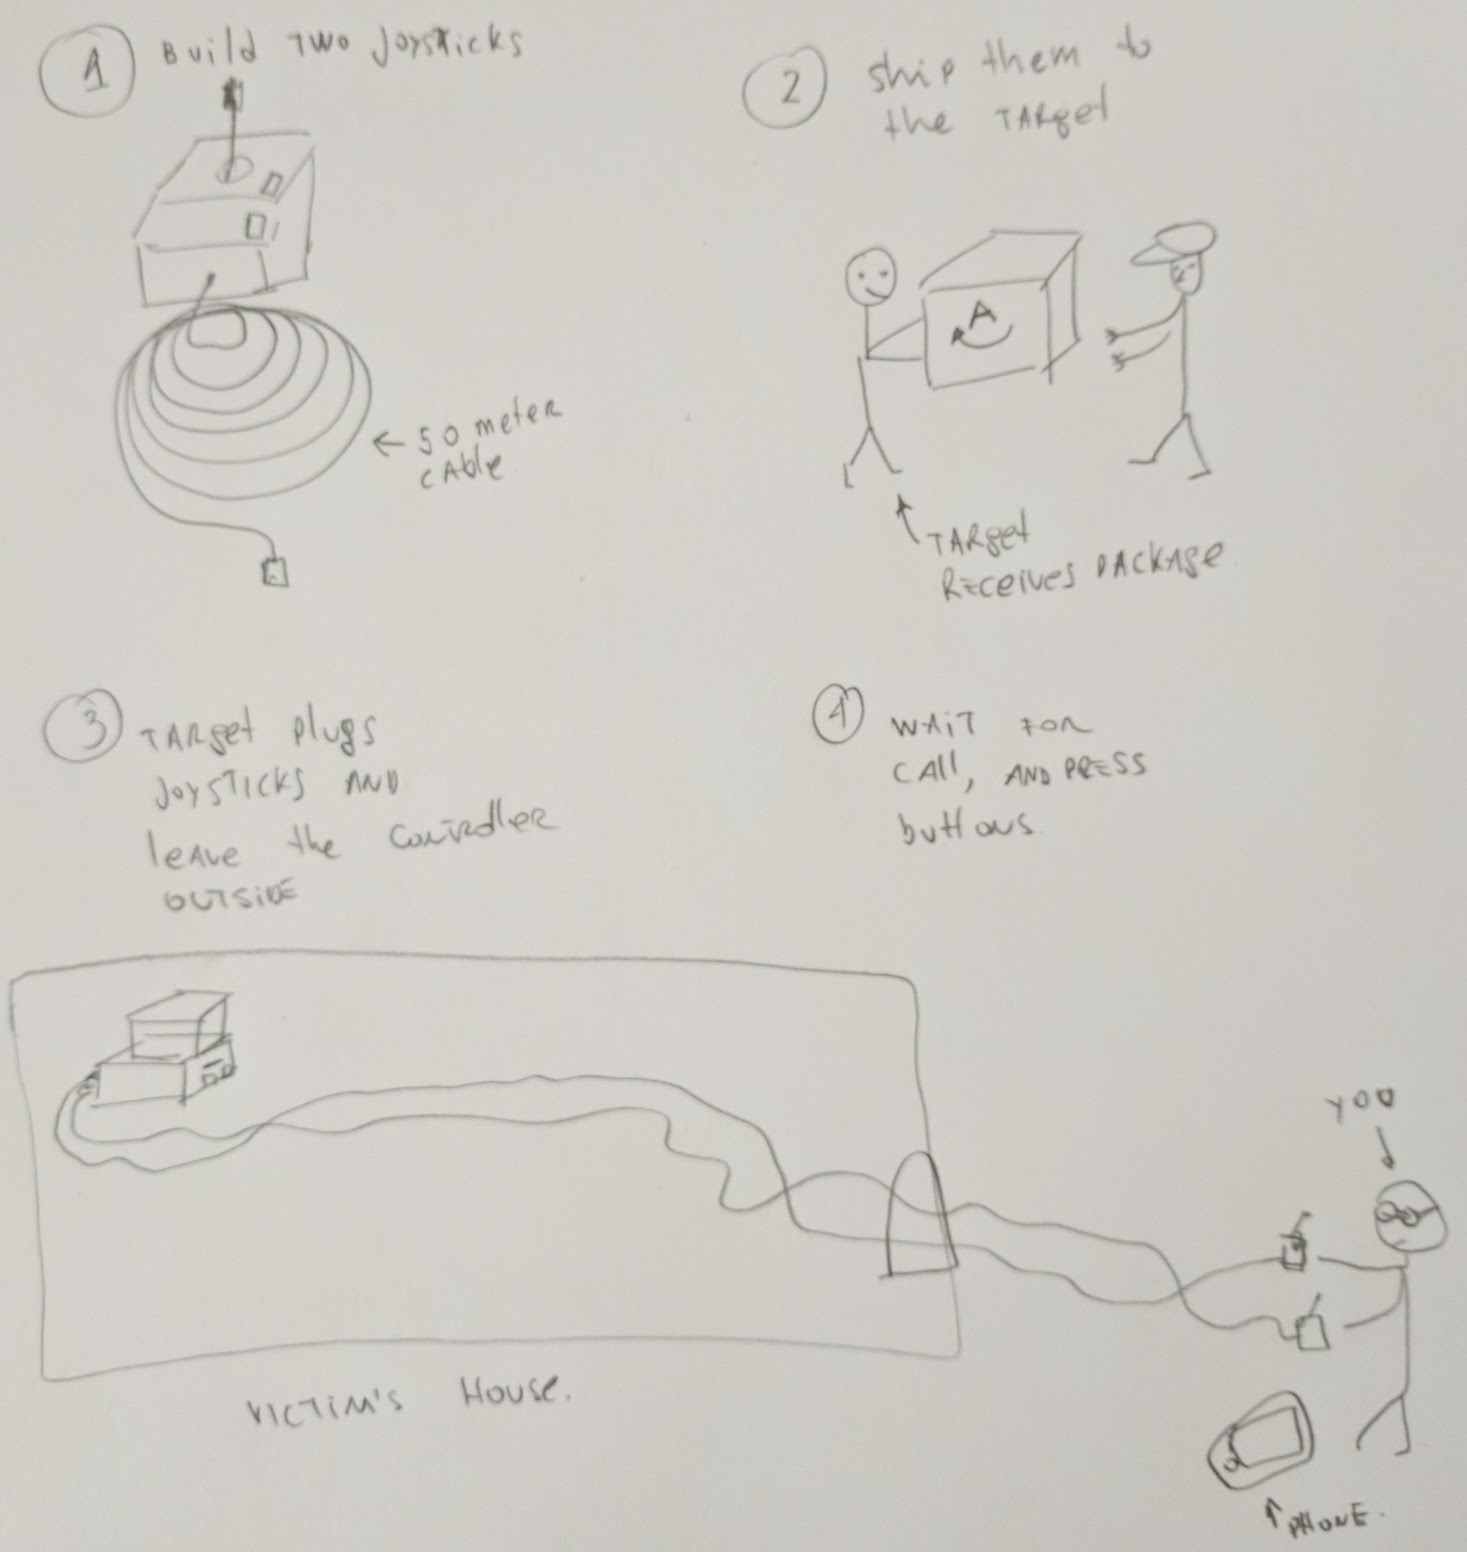 1 Build TWO Joysticks
← 50 meter
cAble
2 ship them to
the TARget
A
↑ TARget
Receives PACKAge
3 TARget plugs
JoysTicks AND
leAve the Controller
OUTSiDE
4 WAiT FOR
CAll, AND PRESS
buttons
VICTiM's House.
YOU
↑ PHONE.